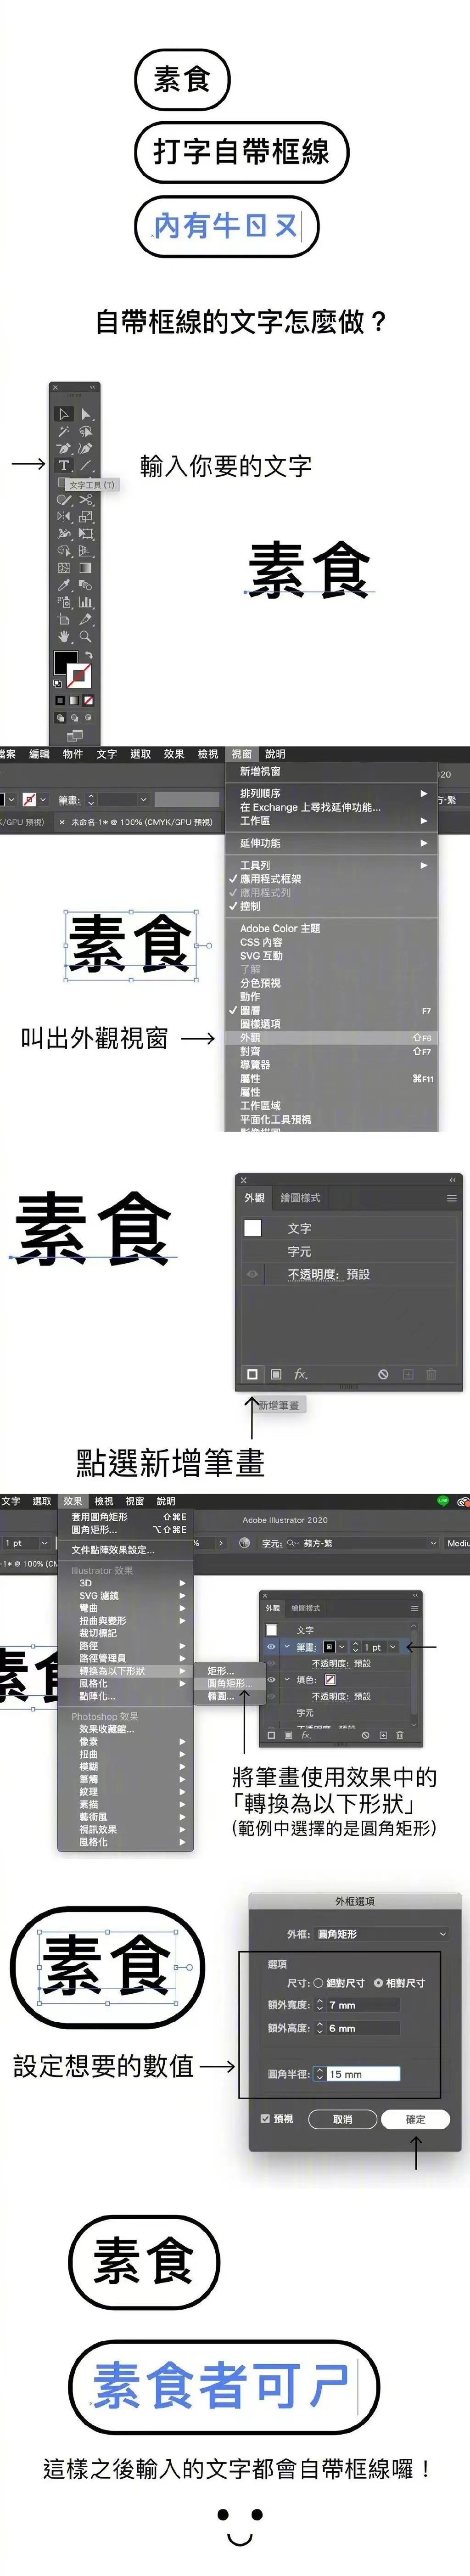 素食
打字自帶框線
內有牛ㄖㄡ
自帶框線的文字怎麼做？
輸入你要的文字
文字工具 (T)
素食
檔案 編輯 物件 文字 選取 效果 檢視 視窗 說明
筆畫:
K/GPU 預視) × 未命名-1* @ 100% (CMYK/GPU 預視)
新增視窗
排列順序
在 Exchange 上尋找延伸功能...
工作區
延伸功能
工具列
✓ 應用程式框架
✓ 應用程式列
✓ 控制
Adobe Color 主題
CSS 內容
SVG 互動
了解
分色預視
動作
✓ 圖層 F7
圖樣選項
外觀 ⇧F6
對齊 ⇧F7
導覽器
屬性 ⌘F11
屬性
工作區域
平面化工具預視
素食
叫出外觀視窗
素食
外觀 繪圖樣式
文字
字元
不透明度: 預設
新增筆畫
點選新增筆畫
文字 選取 效果 檢視 視窗 說明
Adobe Illustrator 2020
1 pt
字元: 蘋方-繁
套用圓角矩形 ⇧⌘E
圓角矩形... ⌥⇧⌘E
文件點陣效果設定...
Illustrator 效果
3D
SVG 濾鏡
彎曲
扭曲與變形
裁切標記
路徑
路徑管理員
轉換為以下形狀
風格化
點陣化...
矩形...
圓角矩形...
橢圓...
Photoshop 效果
效果收藏館...
像素
扭曲
模糊
筆觸
紋理
素描
藝術風
視訊效果
風格化
外觀 繪圖樣式
文字
筆畫: 1 pt
不透明度: 預設
填色:
不透明度: 預設
字元
將筆畫使用效果中的
「轉換為以下形狀」
(範例中選擇的是圓角矩形)
素食
設定想要的數值
外框選項
外框: 圓角矩形
選項
尺寸: 絕對尺寸 相對尺寸
額外寬度: 7 mm
額外高度: 6 mm
圓角半徑: 15 mm
預視 取消 確定
素食
素食者可ㄕ
這樣之後輸入的文字都會自帶框線囉！